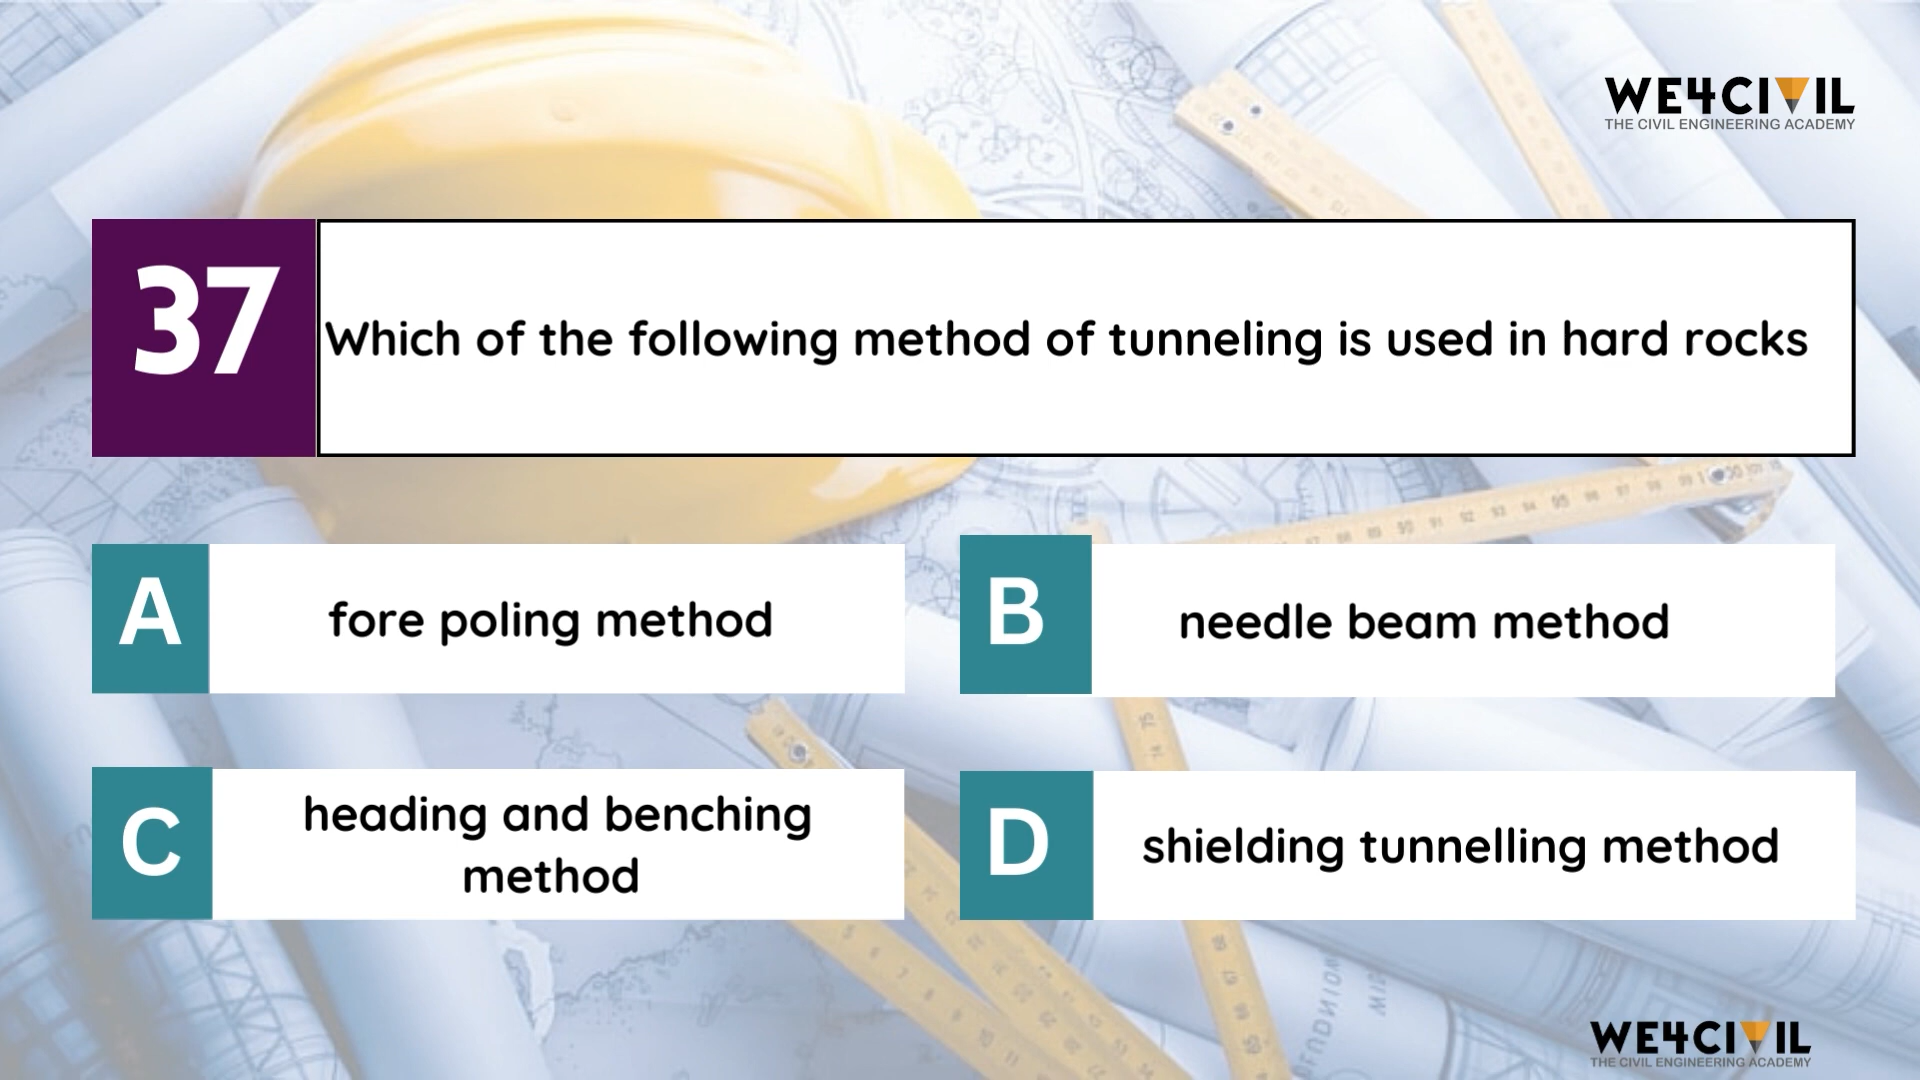 WE4CIVIL
THE CIVIL ENGINEERING ACADEMY
37
Which of the following method of tunneling is used in hard rocks
A
fore poling method
B
needle beam method
C
heading and benching
method
D
shielding tunnelling method
WE4CIVIL
THE CIVIL ENGINEERING ACADEMY